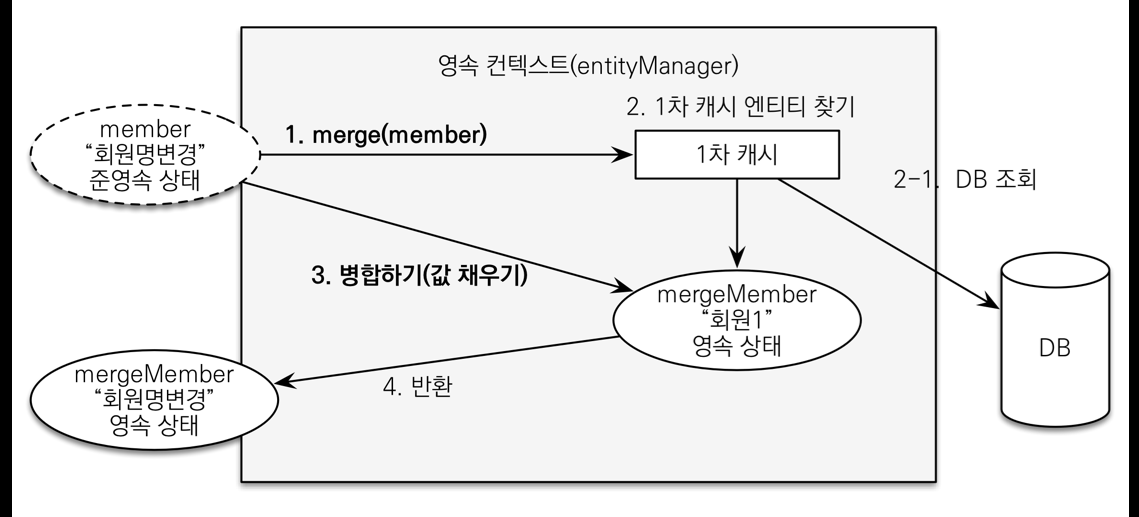 영속 컨텍스트(entityManager)
2. 1차 캐시 엔티티 찾기
member
“회원명변경”
준영속 상태
1. merge(member)
1차 캐시
2-1. DB 조회
3. 병합하기(값 채우기)
mergeMember
“회원1”
영속 상태
DB
mergeMember
“회원명변경”
영속 상태
4. 반환